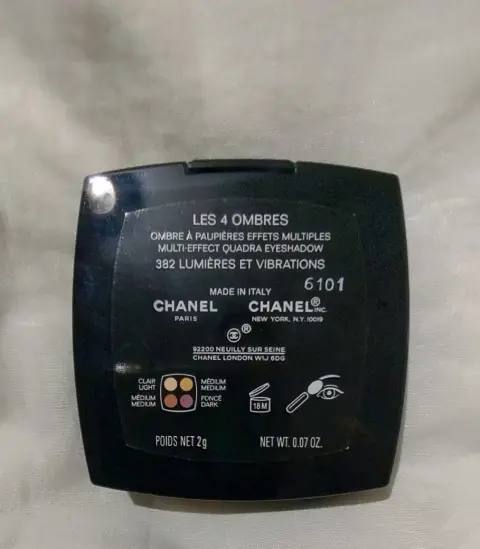 LES 4 OMBRES
OMBRE À PAUPIÈRES EFFETS MULTIPLES
MULTI-EFFECT QUADRA EYESHADOW
382 LUMIÈRES ET VIBRATIONS
6101
MADE IN ITALY
CHANEL CHANEL® INC.
PARIS NEW YORK, N.Y. 10019
®
92200 NEUILLY SUR SEINE
CHANEL LONDON W1J 6DG
CLAIR MÉDIUM
LIGHT MEDIUM
MÉDIUM FONCÉ
MEDIUM DARK
18 M
POIDS NET 2g NET WT. 0.07 OZ.